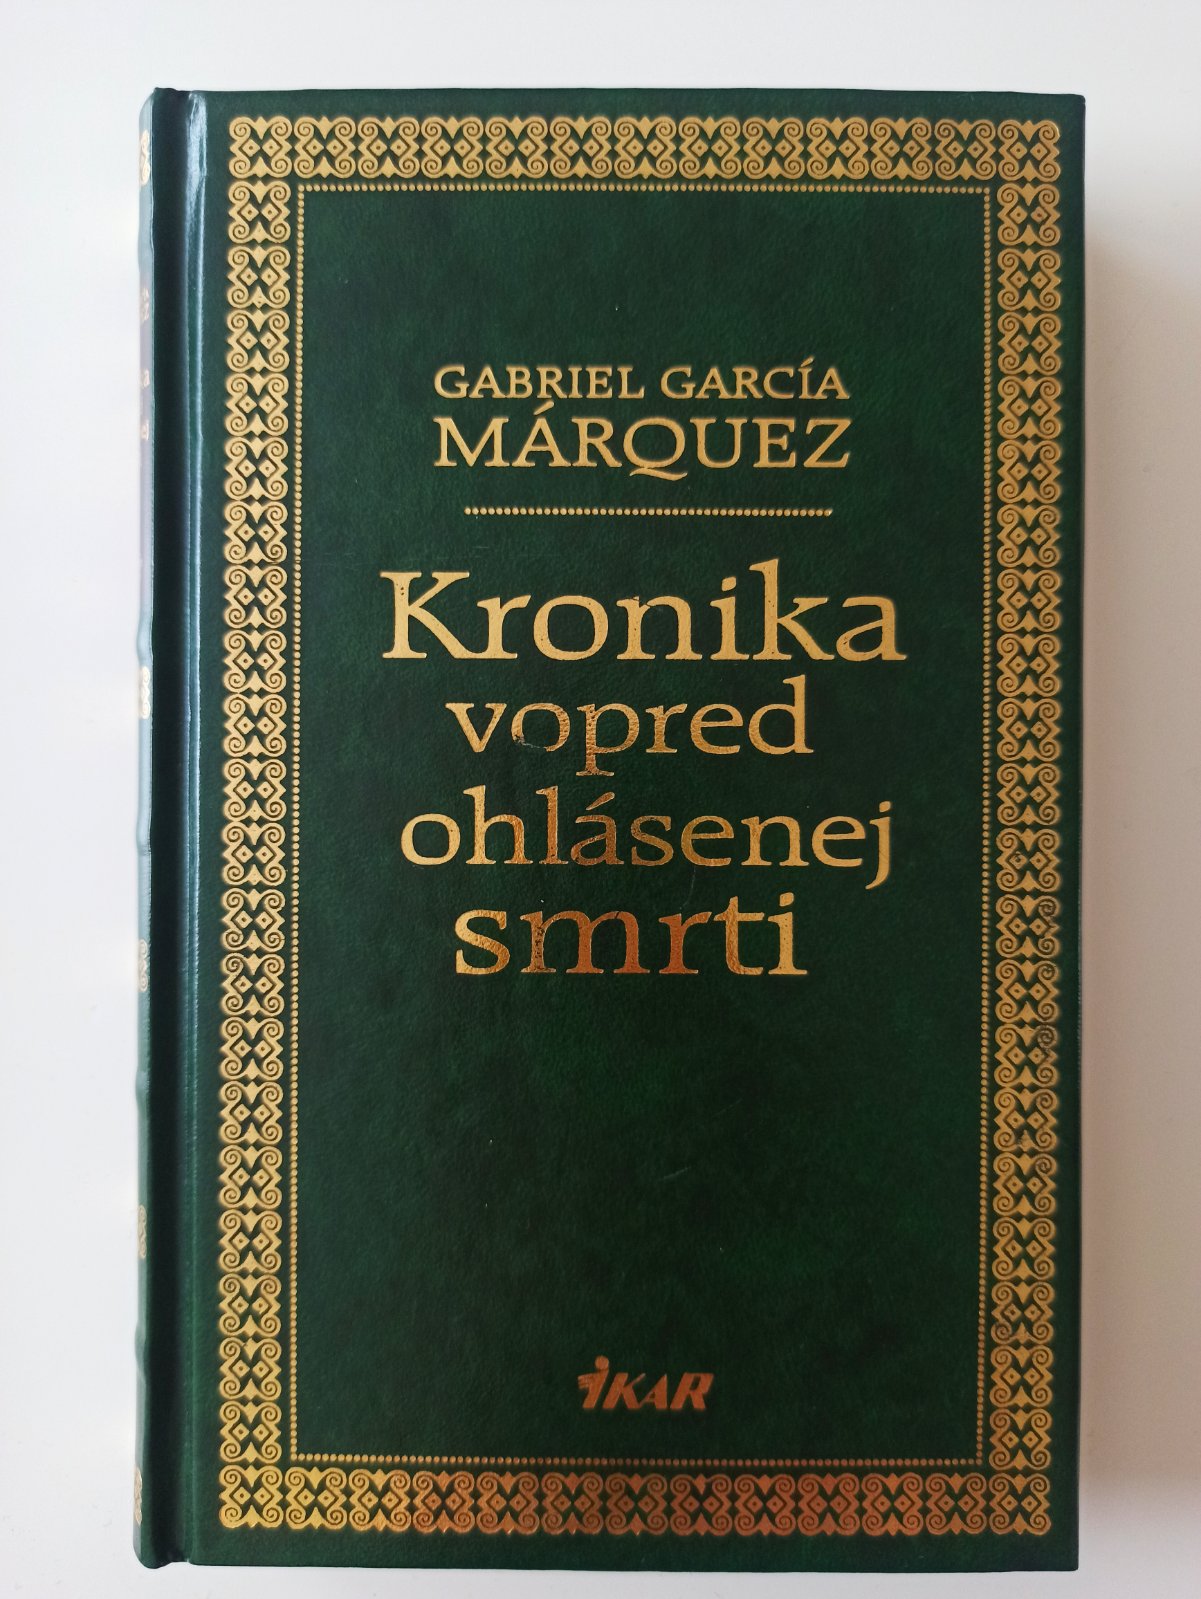 GABRIEL GARCÍA
MÁRQUEZ
Kronika
vopred
ohlásenej
smrti
IKAR